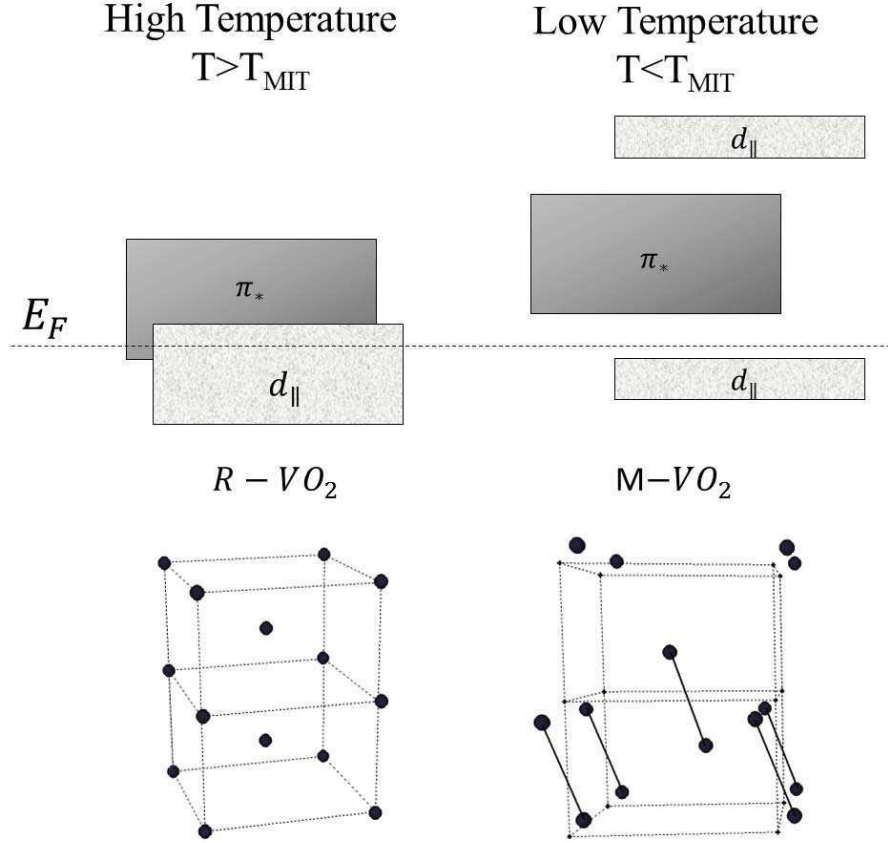 High Temperature
T>T_MIT
Low Temperature
T<T_MIT
d_∥
π_*
π_*
E_F
d_∥
d_∥
R − VO_2
M−VO_2